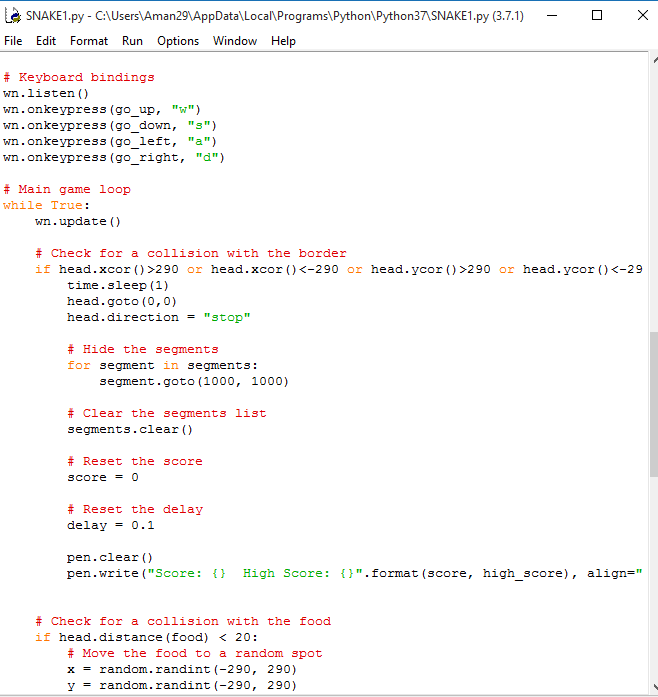 SNAKE1.py - C:\Users\Aman29\AppData\Local\Programs\Python\Python37\SNAKE1.py (3.7.1)
File Edit Format Run Options Window Help
# Keyboard bindings
wn.listen()
wn.onkeypress(go_up, "w")
wn.onkeypress(go_down, "s")
wn.onkeypress(go_left, "a")
wn.onkeypress(go_right, "d")

# Main game loop
while True:
    wn.update()

    # Check for a collision with the border
    if head.xcor()>290 or head.xcor()<-290 or head.ycor()>290 or head.ycor()<-29
        time.sleep(1)
        head.goto(0,0)
        head.direction = "stop"

        # Hide the segments
        for segment in segments:
            segment.goto(1000, 1000)

        # Clear the segments list
        segments.clear()

        # Reset the score
        score = 0

        # Reset the delay
        delay = 0.1

        pen.clear()
        pen.write("Score: {}  High Score: {}".format(score, high_score), align="

    # Check for a collision with the food
    if head.distance(food) < 20:
        # Move the food to a random spot
        x = random.randint(-290, 290)
        y = random.randint(-290, 290)